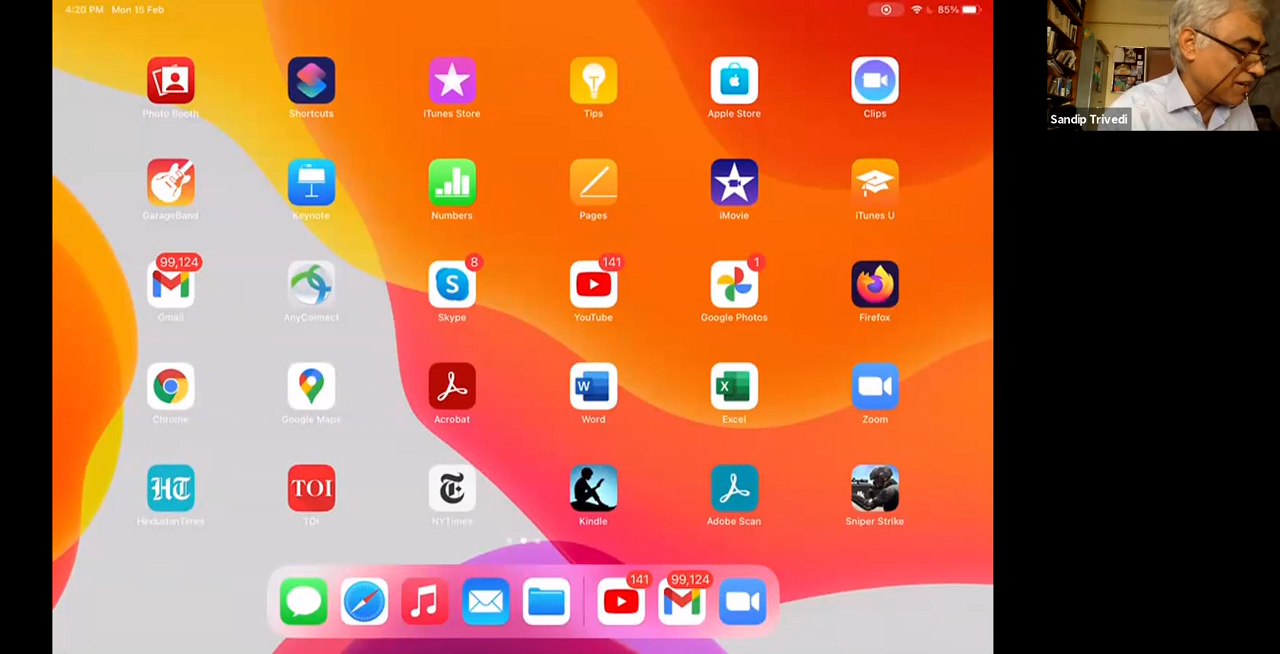 4:20 PM Mon 15 Feb
85%
Photo Booth
Shortcuts
iTunes Store
Tips
Apple Store
Clips
GarageBand
Keynote
Numbers
Pages
iMovie
iTunes U
99,124
8
141
1
Gmail
AnyConnect
Skype
YouTube
Google Photos
Firefox
Chrome
Google Maps
Acrobat
W
Word
X
Excel
Zoom
HT
TOI
T
HindustanTimes
TOI
NYTimes
Kindle
Adobe Scan
Sniper Strike
141
99,124
Sandip Trivedi